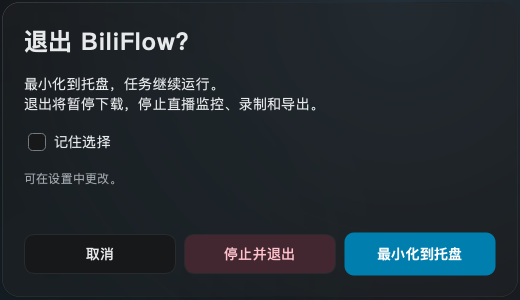 退出 BiliFlow?
最小化到托盘，任务继续运行。
退出将暂停下载，停止直播监控、录制和导出。
记住选择
可在设置中更改。
取消
停止并退出
最小化到托盘